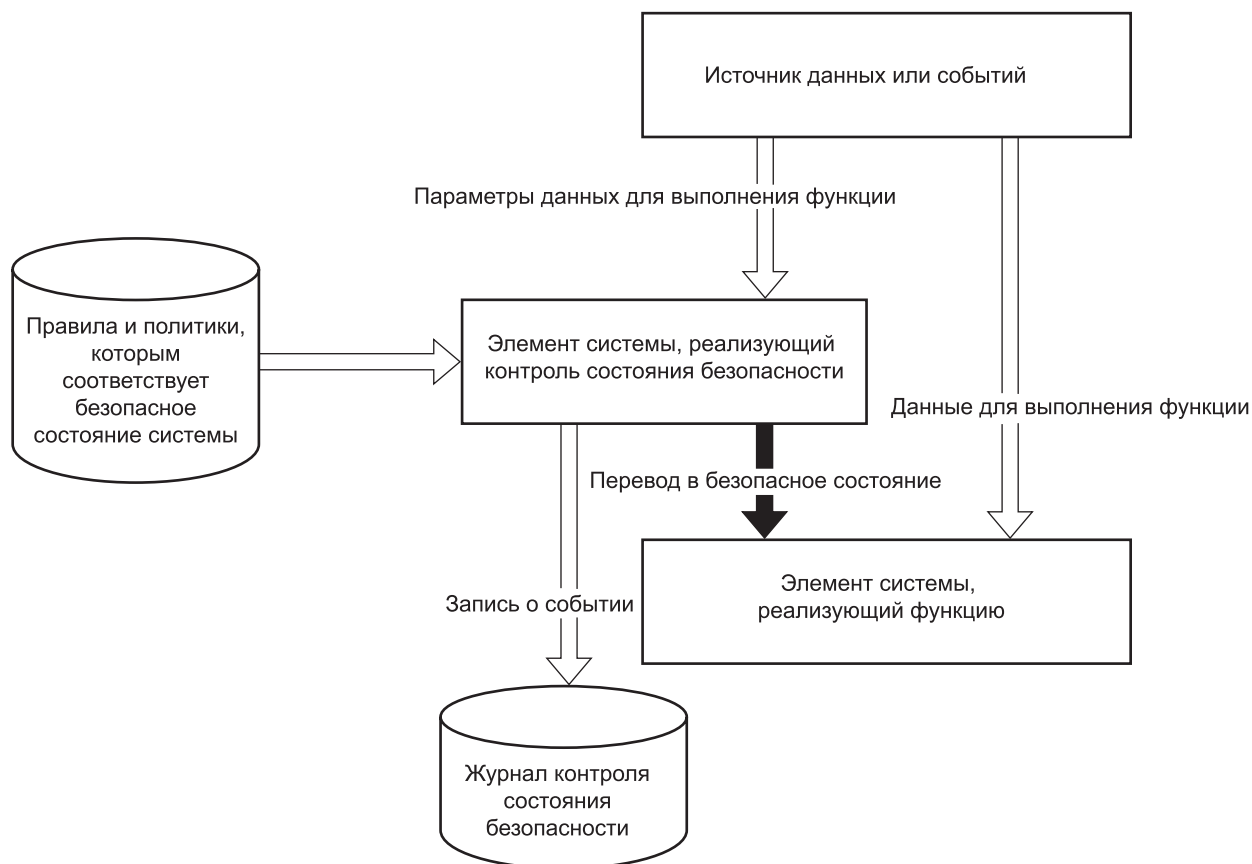 Источник данных или событий
Параметры данных для выполнения функции
Правила и политики,
которым
соответствует
безопасное
состояние системы
Элемент системы, реализующий
контроль состояния безопасности
Данные для выполнения функции
Перевод в безопасное состояние
Элемент системы,
реализующий функцию
Запись о событии
Журнал контроля
состояния
безопасности